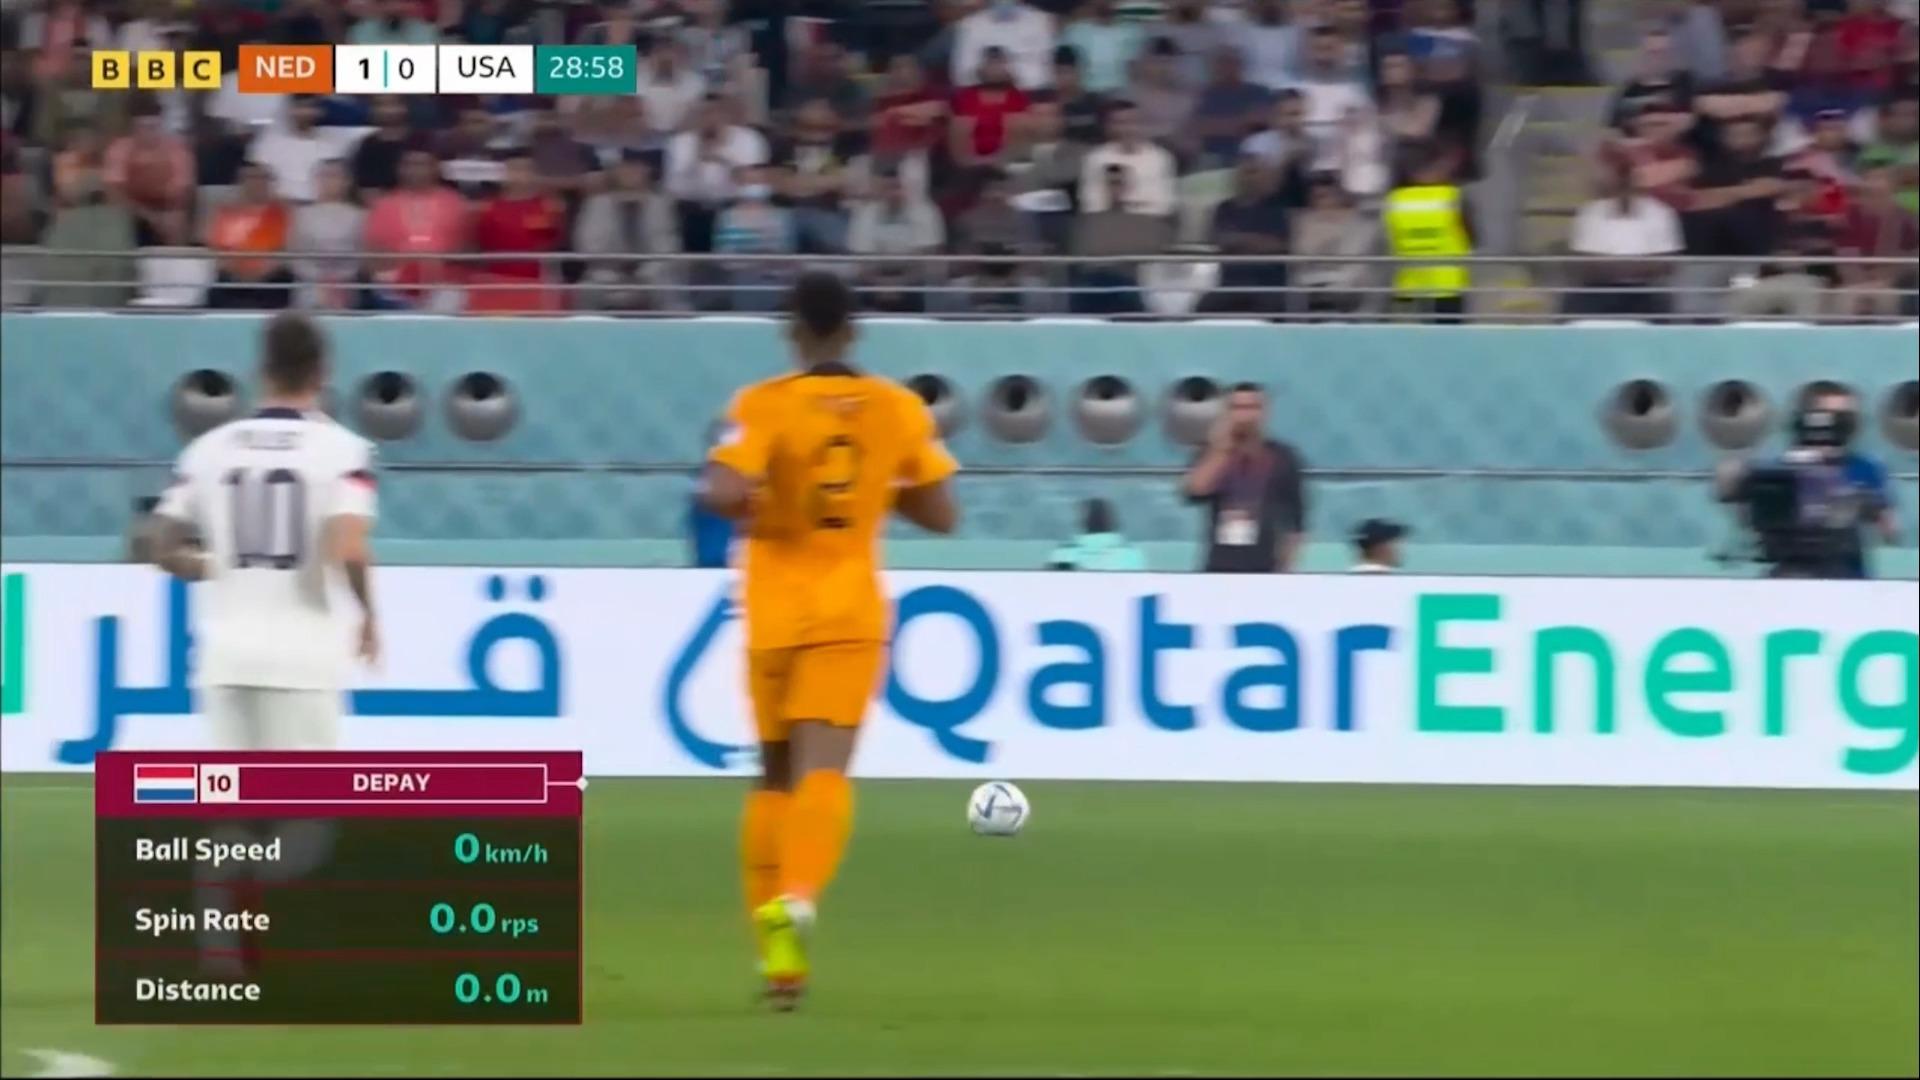 BBC NED 1 0 USA 28:58
10
2
قطر
QatarEnerg
10 DEPAY
Ball Speed 0 km/h
Spin Rate 0.0 rps
Distance 0.0 m